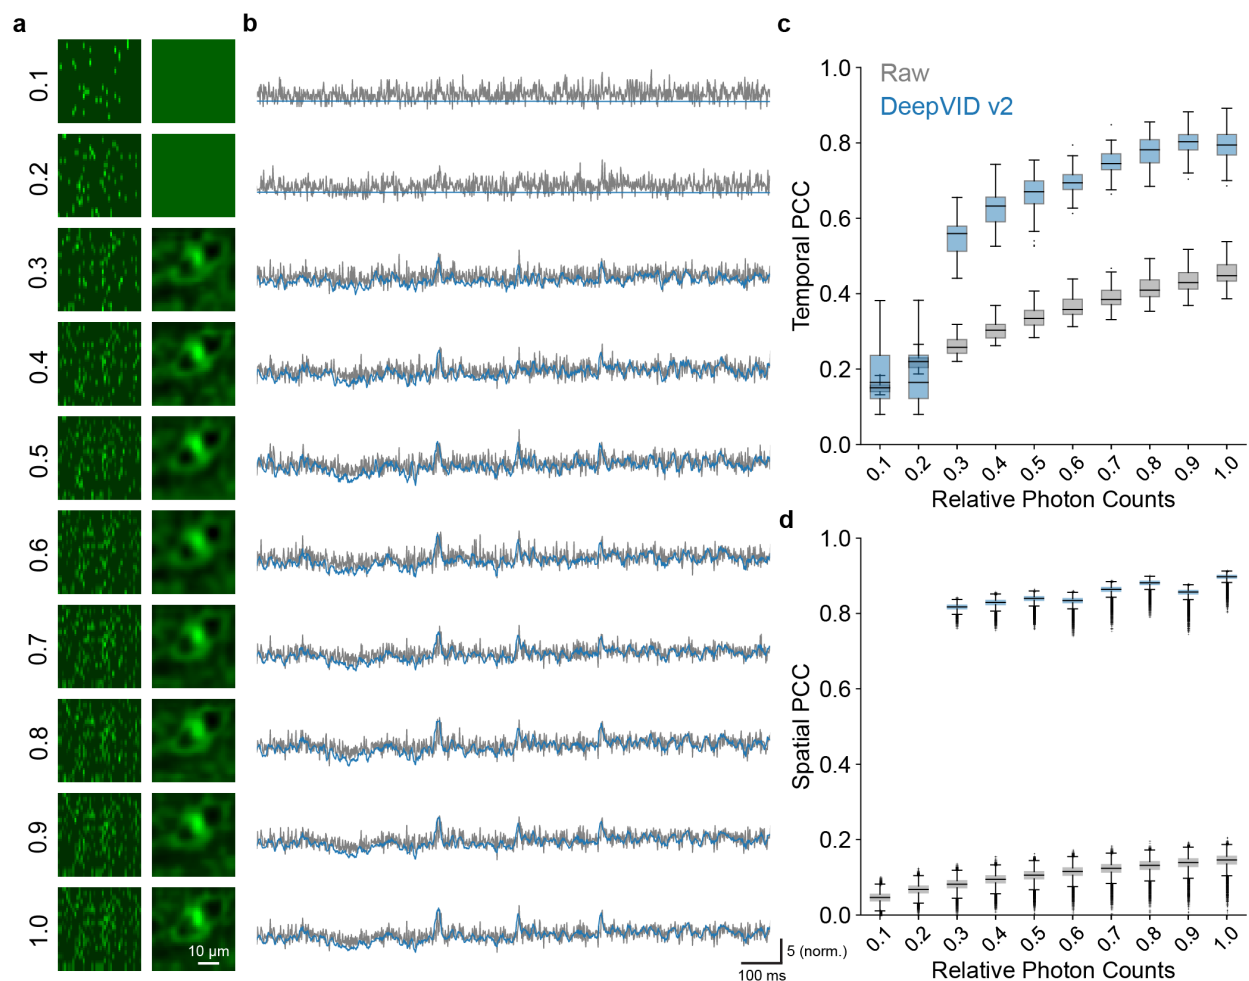 a
0.1
0.2
0.3
0.4
0.5
0.6
0.7
0.8
0.9
1.0
10 µm
b
5 (norm.)
100 ms
c
Raw
DeepVID v2
Temporal PCC
1.0
0.8
0.6
0.4
0.2
0.0
0.1 0.2 0.3 0.4 0.5 0.6 0.7 0.8 0.9 1.0
Relative Photon Counts
d
Spatial PCC
1.0
0.8
0.6
0.4
0.2
0.0
0.1 0.2 0.3 0.4 0.5 0.6 0.7 0.8 0.9 1.0
Relative Photon Counts